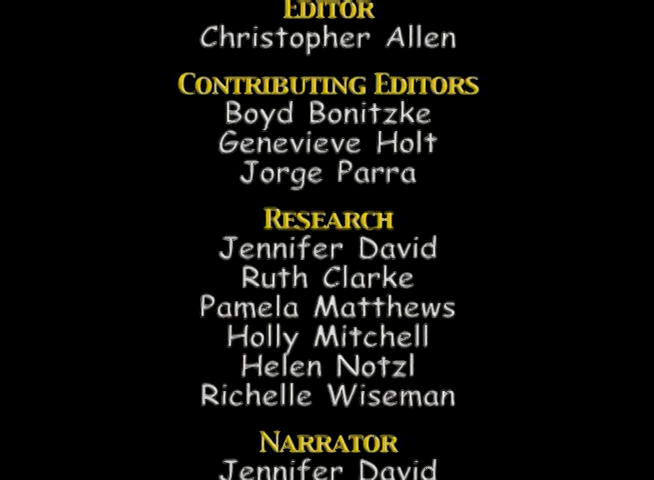 EDITOR
Christopher Allen
CONTRIBUTING EDITORS
Boyd Bonitzke
Genevieve Holt
Jorge Parra
RESEARCH
Jennifer David
Ruth Clarke
Pamela Matthews
Holly Mitchell
Helen Notzl
Richelle Wiseman
NARRATOR
Jennifer David